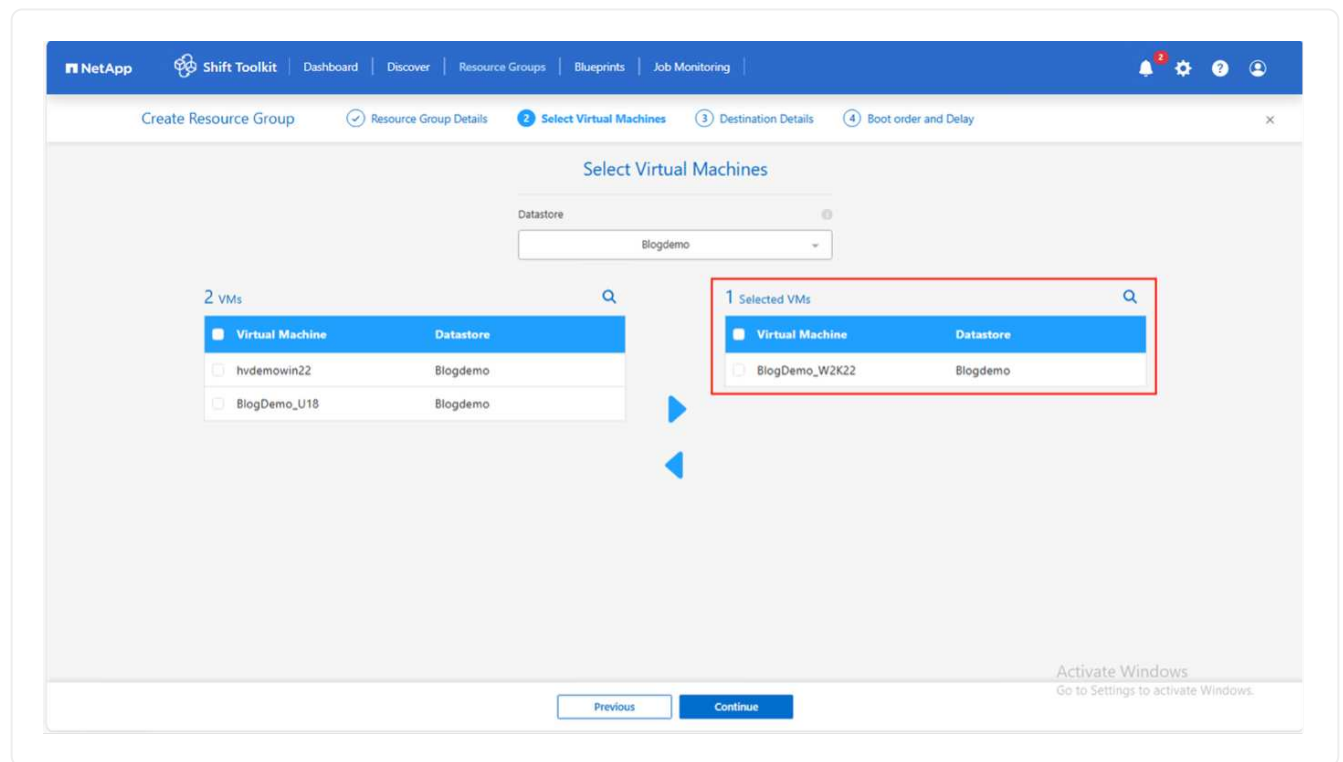 NetApp Shift Toolkit Dashboard Discover Resource Groups Blueprints Job Monitoring 2 ?
Create Resource Group Resource Group Details 2 Select Virtual Machines 3 Destination Details 4 Boot order and Delay
Select Virtual Machines
Datastore
Blogdemo
2 VMs
Virtual Machine Datastore
hvdemowin22 Blogdemo
BlogDemo_U18 Blogdemo
1 Selected VMs
Virtual Machine Datastore
BlogDemo_W2K22 Blogdemo
Activate Windows
Go to Settings to activate Windows.
Previous Continue